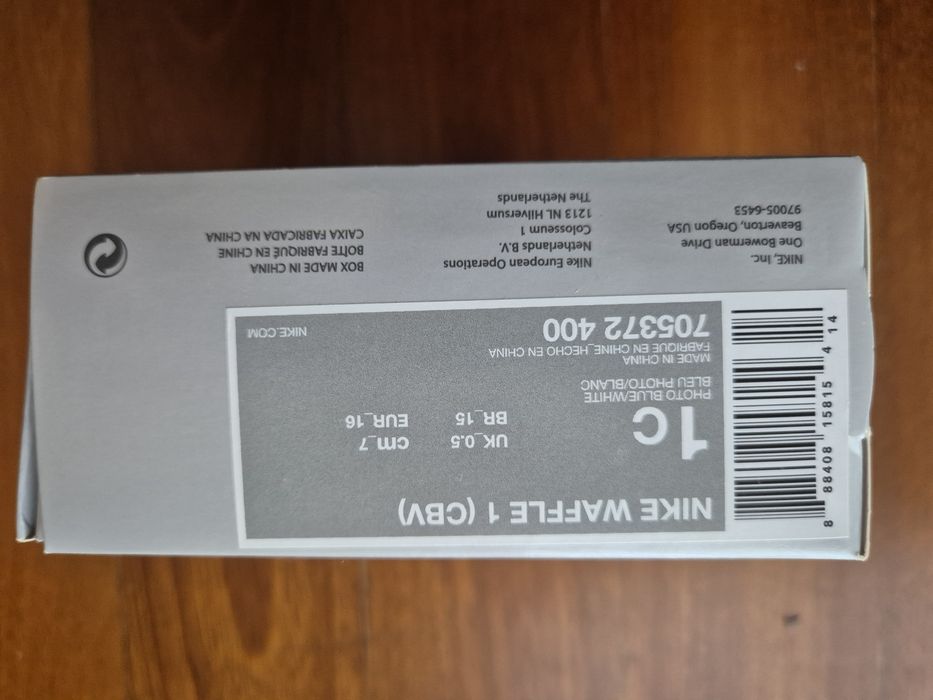 NIKE WAFFLE 1 (CBV)
1C
UK_0.5
cm_7
BR_15
EUR_16
PHOTO BLUE/WHITE
BLEU PHOTO/BLANC
MADE IN CHINA
FABRIQUÉ EN CHINE_HECHO EN CHINA
705372 400
NIKE.COM
8 88408 15815 4 14
NIKE, Inc.
One Bowerman Drive
Beaverton, Oregon USA
97005-6453
Nike European Operations
Netherlands B.V.
Colosseum 1
1213 NL Hilversum
The Netherlands
BOX MADE IN CHINA
BOÎTE FABRIQUÉ EN CHINE
CAIXA FABRICADA NA CHINA